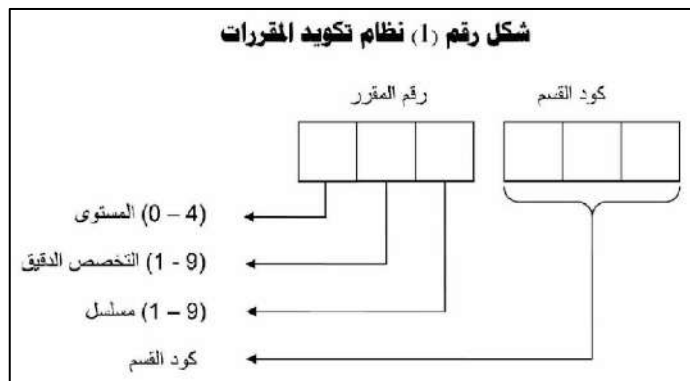 شكل رقم (1) نظام تكويد المقررات
كود القسم
رقم المقرر
(0 – 4) المستوى
(1 - 9) التخصص الدقيق
(1 – 9) مسلسل
كود القسم